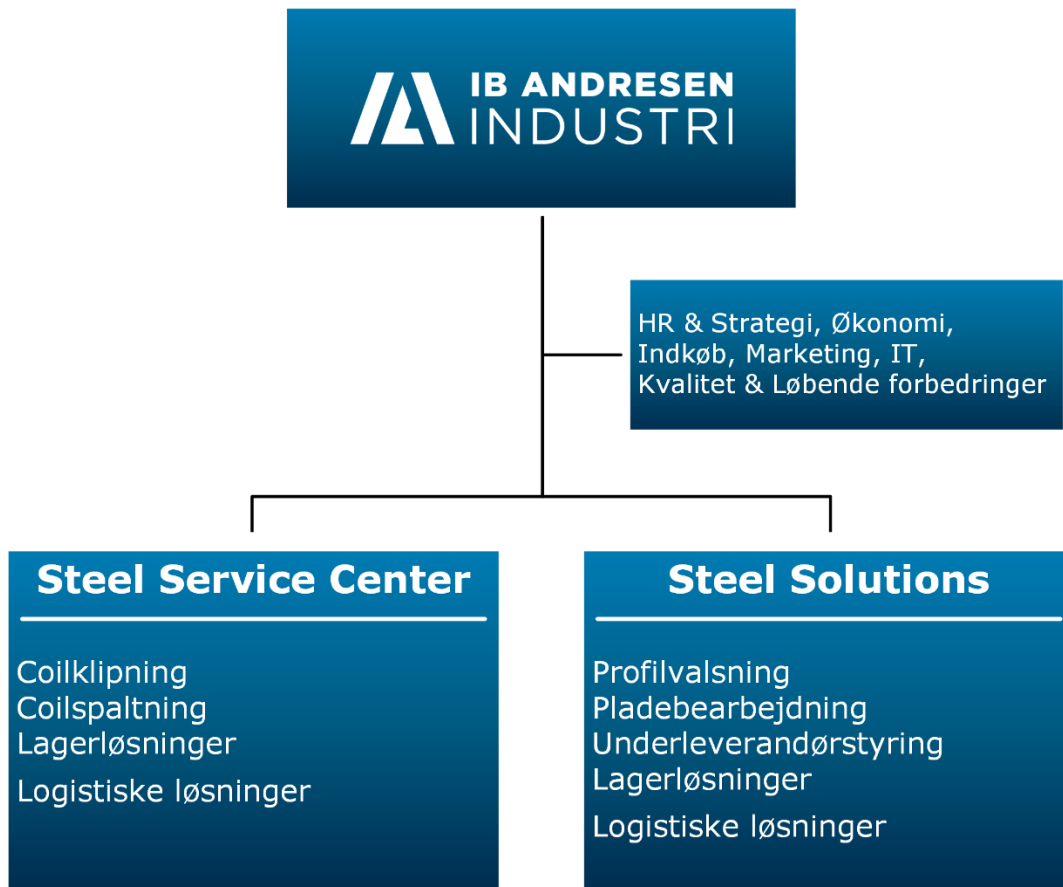 IB ANDRESEN
INDUSTRI
HR & Strategi, Økonomi,
Indkøb, Marketing, IT,
Kvalitet & Løbende forbedringer
Steel Service Center
Coilklipning
Coilspaltning
Lagerløsninger
Logistiske løsninger
Steel Solutions
Profilvalsning
Pladebearbejdning
Underleverandørstyring
Lagerløsninger
Logistiske løsninger